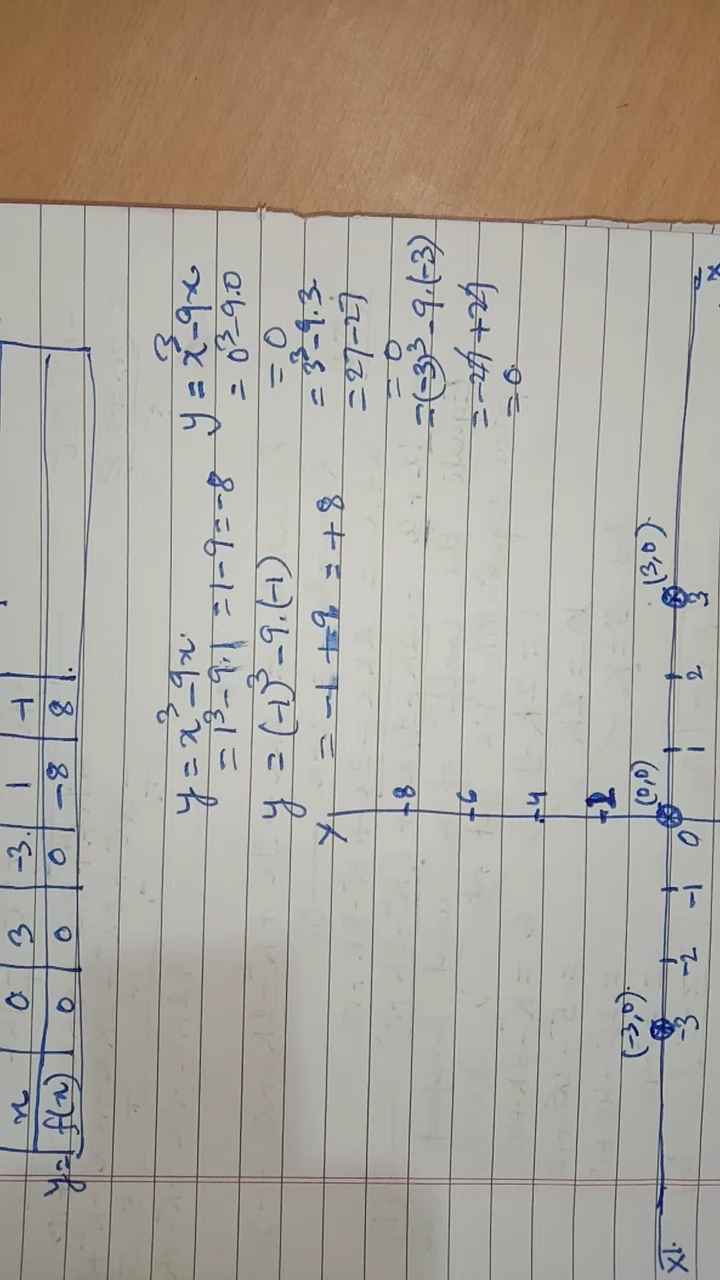 x 0 3 -3. 1 -1
y= f(x) 0 0 0 -8 8
y = x³-9x
= 1³-9.1 = 1-9 = -8
y = (-1)³ -9.(-1)
= -1 +9 = +8
y = x³-9x
= 0³-9.0
= 0
= 3³-9.3
= 27-27
= 0
=(-3)³-9.(-3)
= -27+27
= 0
Y
8
6
4
2
(-3,0). (0,0) (3,0).
X1. -3 -2 -1 0 1 2 3 X